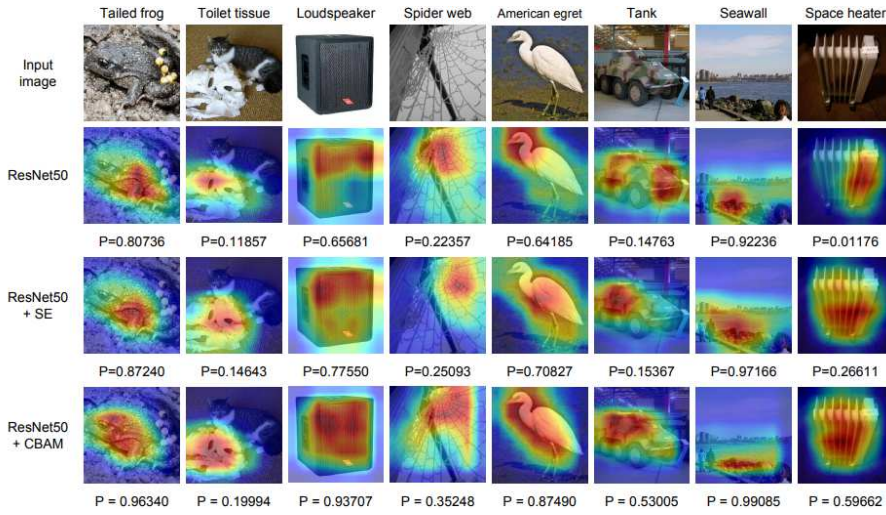 Tailed frog Toilet tissue Loudspeaker Spider web American egret Tank Seawall Space heater
Input
image
ResNet50
P=0.80736 P=0.11857 P=0.65681 P=0.22357 P=0.64185 P=0.14763 P=0.92236 P=0.01176
ResNet50
+ SE
P=0.87240 P=0.14643 P=0.77550 P=0.25093 P=0.70827 P=0.15367 P=0.97166 P=0.26611
ResNet50
+ CBAM
P = 0.96340 P = 0.19994 P = 0.93707 P = 0.35248 P = 0.87490 P = 0.53005 P = 0.99085 P = 0.59662